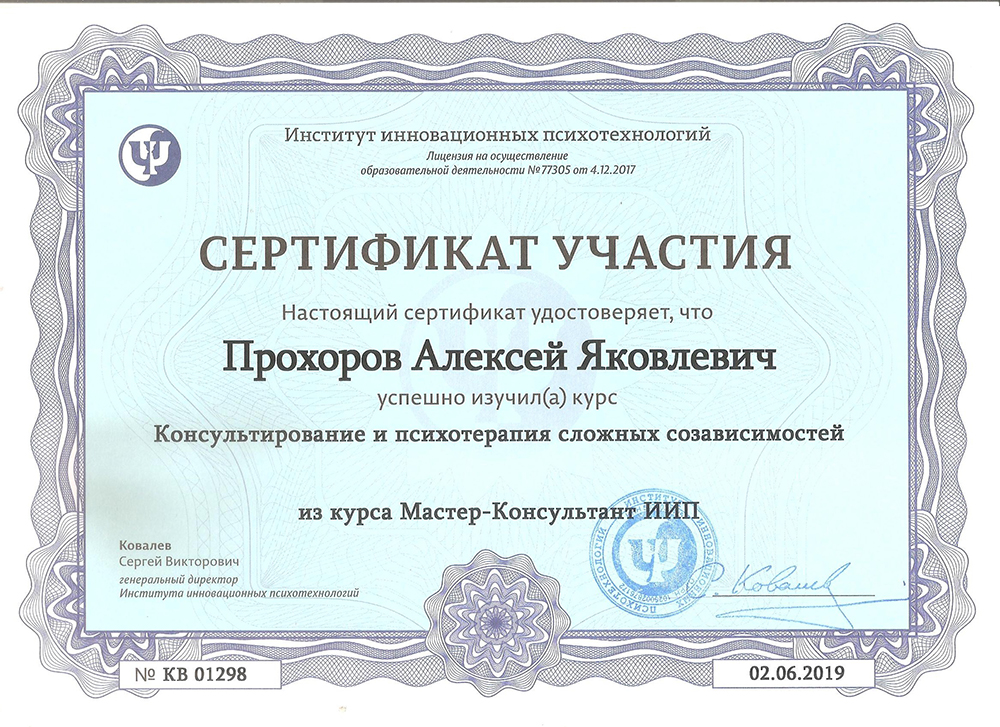 Институт инновационных психотехнологий
Лицензия на осуществление
образовательной деятельности №77305 от 4.12.2017
СЕРТИФИКАТ УЧАСТИЯ
Настоящий сертификат удостоверяет, что
Прохоров Алексей Яковлевич
успешно изучил(а) курс
Консультирование и психотерапия сложных созависимостей
из курса Мастер-Консультант ИИП
ИНСТИТУТ ИННОВАЦИОННЫХ ПСИХОТЕХНОЛОГИЙ
Ковалев
Сергей Викторович
генеральный директор
Института инновационных психотехнологий
Ковалев
№ КВ 01298
02.06.2019